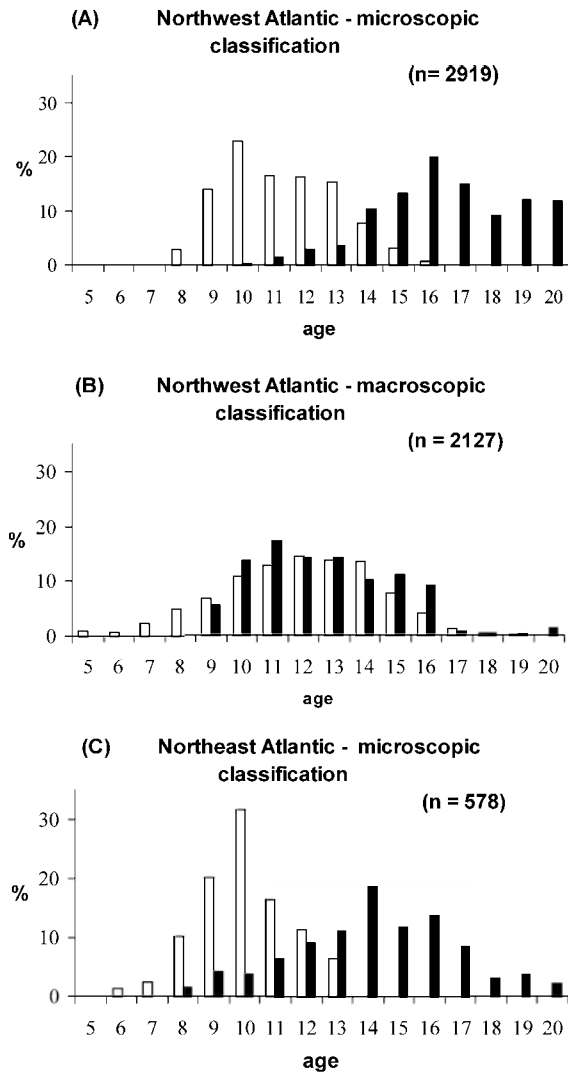 (A) Northwest Atlantic - microscopic
classification
(n= 2919)
30
20
%
10
0
5 6 7 8 9 10 11 12 13 14 15 16 17 18 19 20
age
(B) Northwest Atlantic - macroscopic
classification
(n = 2127)
30
20
%
10
0
5 6 7 8 9 10 11 12 13 14 15 16 17 18 19 20
age
(C) Northeast Atlantic - microscopic
classification
(n = 578)
30
20
%
10
0
5 6 7 8 9 10 11 12 13 14 15 16 17 18 19 20
age